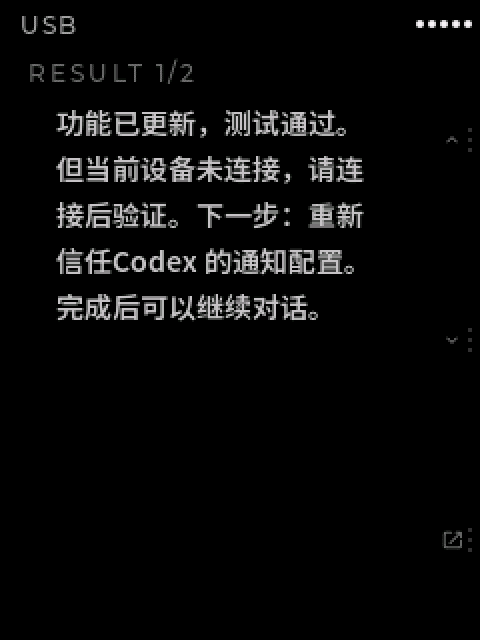 USB
RESULT 1/2
功能已更新，测试通过。
但当前设备未连接，请连
接后验证。下一步：重新
信任Codex 的通知配置。
完成后可以继续对话。